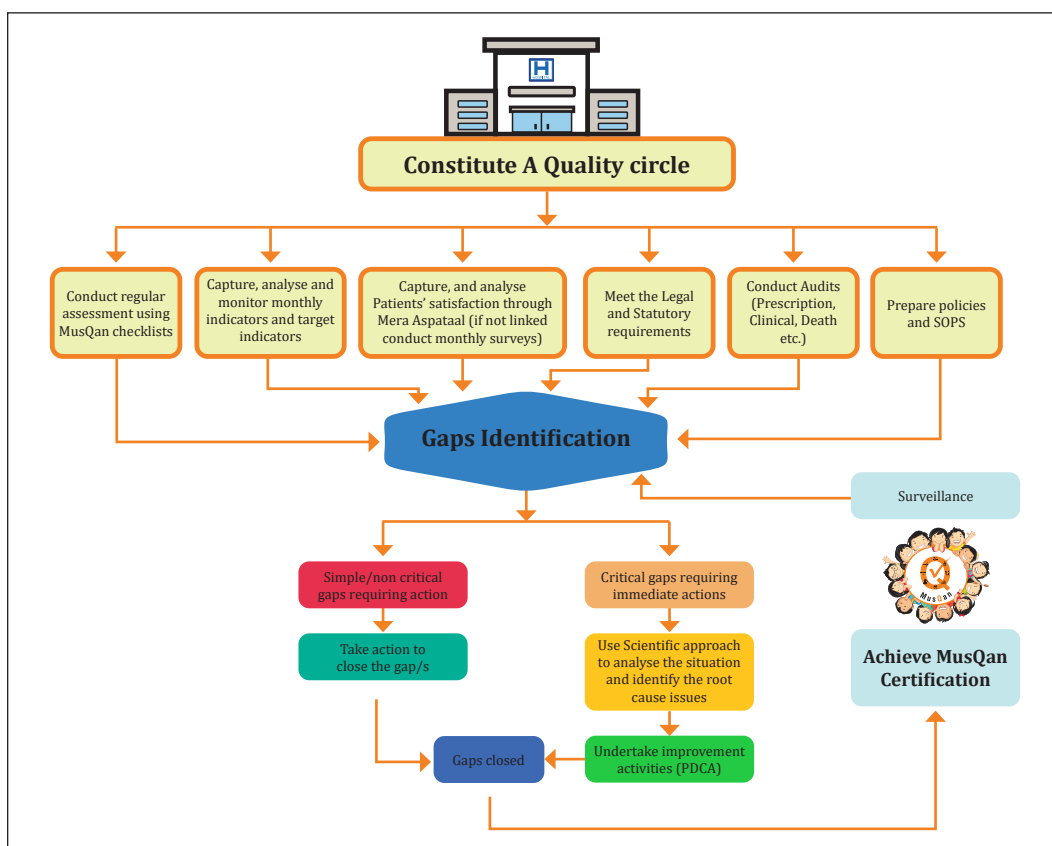 H
Constitute A Quality circle
Conduct regular
assessment using
MusQan checklists
Capture, analyse and
monitor monthly
indicators and target
indicators
Capture, and analyse
Patients' satisfaction through
Mera Aspataal (if not linked
conduct monthly surveys)
Meet the Legal
and Statutory
requirements
Conduct Audits
(Prescription,
Clinical, Death
etc.)
Prepare policies
and SOPS
Gaps Identification
Surveillance
Simple/non critical
gaps requiring action
Critical gaps requiring
immediate actions
MusQan
Take action to
close the gap/s
Use Scientific approach
to analyse the situation
and identify the root
cause issues
Achieve MusQan
Certification
Gaps closed
Undertake improvement
activities (PDCA)